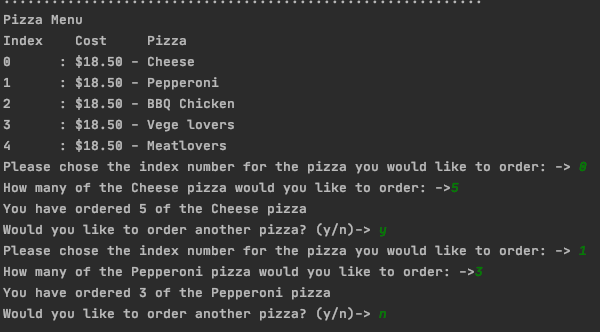 ............................................................
Pizza Menu
Index    Cost     Pizza
0      : $18.50 - Cheese
1      : $18.50 - Pepperoni
2      : $18.50 - BBQ Chicken
3      : $18.50 - Vege lovers
4      : $18.50 - Meatlovers
Please chose the index number for the pizza you would like to order: -> 0
How many of the Cheese pizza would you like to order: ->5
You have ordered 5 of the Cheese pizza
Would you like to order another pizza? (y/n)-> y
Please chose the index number for the pizza you would like to order: -> 1
How many of the Pepperoni pizza would you like to order: ->3
You have ordered 3 of the Pepperoni pizza
Would you like to order another pizza? (y/n)-> n